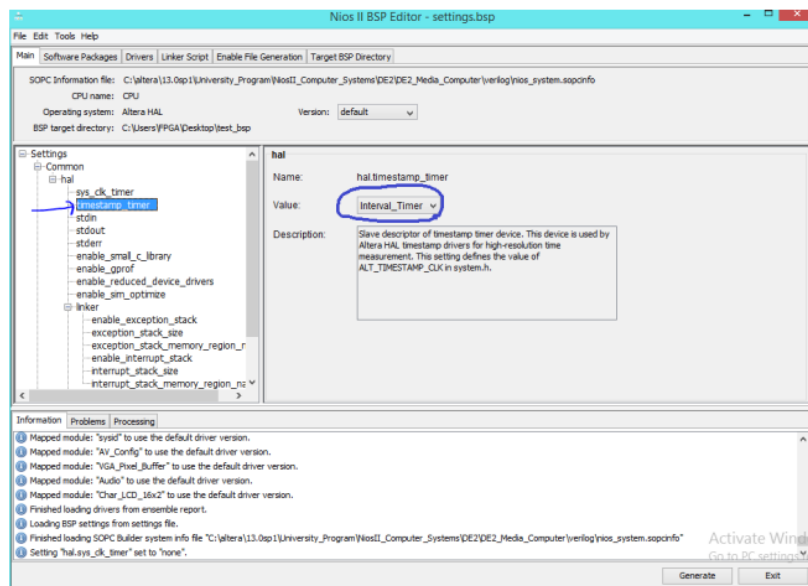 Nios II BSP Editor - settings.bsp
File Edit Tools Help
Main Software Packages Drivers Linker Script Enable File Generation Target BSP Directory
SOPC Information file: C:\altera\13.0sp1\University_Program\NiosII_Computer_Systems\DE2\DE2_Media_Computer\verilog\nios_system.sopcinfo
CPU name: CPU
Operating system: Altera HAL Version: default
BSP target directory: C:\Users\FPGA\Desktop\test_bsp
Settings
Common
hal
sys_clk_timer
timestamp_timer
stdin
stdout
stderr
enable_small_c_library
enable_gprof
enable_reduced_device_drivers
enable_sim_optimize
linker
enable_exception_stack
exception_stack_size
exception_stack_memory_region_r
enable_interrupt_stack
interrupt_stack_size
interrupt_stack_memory_region_na
hal
Name: hal.timestamp_timer
Value: Interval_Timer
Description: Slave descriptor of timestamp timer device. This device is used by
Altera HAL timestamp drivers for high-resolution time
measurement. This setting defines the value of
ALT_TIMESTAMP_CLK in system.h.
Information Problems Processing
Mapped module: "sysid" to use the default driver version.
Mapped module: "AV_Config" to use the default driver version.
Mapped module: "VGA_Pixel_Buffer" to use the default driver version.
Mapped module: "Audio" to use the default driver version.
Mapped module: "Char_LCD_16x2" to use the default driver version.
Finished loading drivers from ensemble report.
Loading BSP settings from settings file.
Finished loading SOPC Builder system info file "C:\altera\13.0sp1\University_Program\NiosII_Computer_Systems\DE2\DE2_Media_Computer\verilog\nios_system.sopcinfo"
Setting "hal.sys_clk_timer" set to "none".
Activate Wind
Go to PC settings
Generate Exit